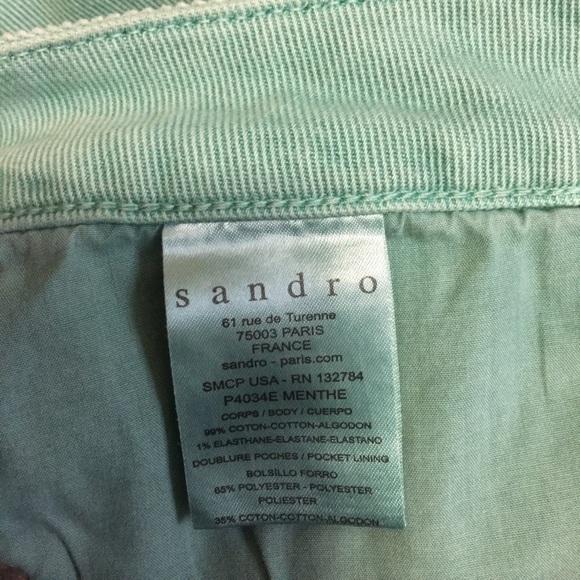 sandro
61 rue de Turenne
75003 PARIS
FRANCE
sandro - paris.com
SMCP USA - RN 132784
P4034E MENTHE
CORPS / BODY / CUERPO
99% COTON-COTTON-ALGODON
1% ELASTHANE-ELASTANE-ELASTANO
DOUBLURE POCHES / POCKET LINING
BOLSILLO FORRO
65% POLYESTER - POLYESTER
POLIESTER
35% COTON-COTTON-ALGODON